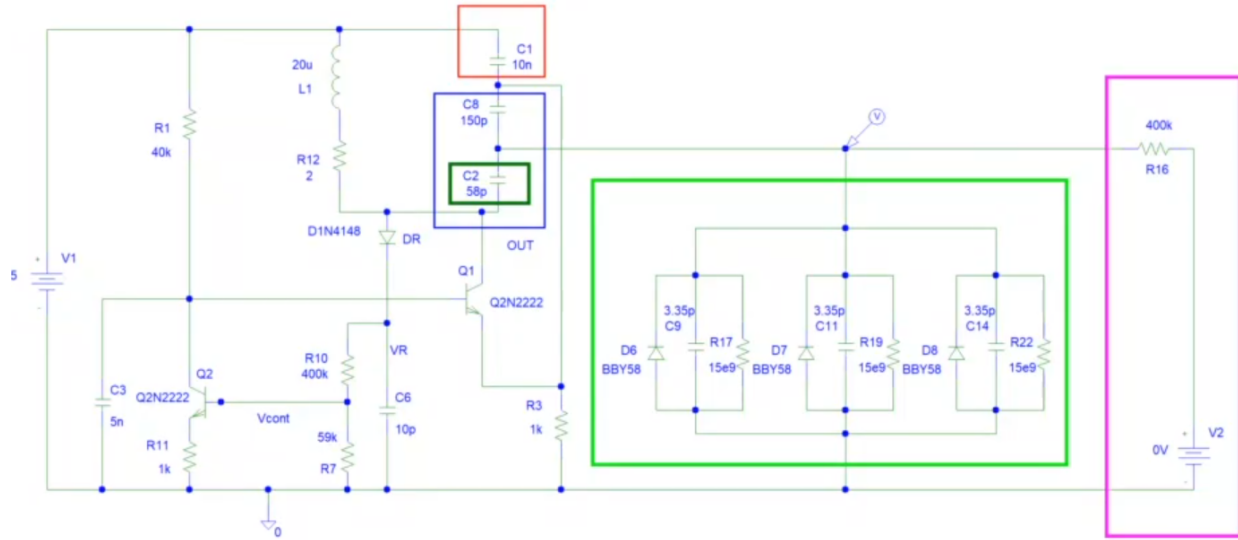 C1
10n
20u
L1
C8
150p
R1
40k
R12
2
C2
58p
V
400k
R16
D1N4148
DR
OUT
V1
5
+
-
Q1
Q2N2222
3.35p
C9
3.35p
C11
3.35p
C14
R17
R19
R22
D6
BBY58
15e9
D7
BBY58
15e9
D8
BBY58
15e9
VR
R10
400k
Q2
Q2N2222
C3
5n
Vcont
C6
10p
R3
1k
59k
R7
R11
1k
+
V2
0V
-
0